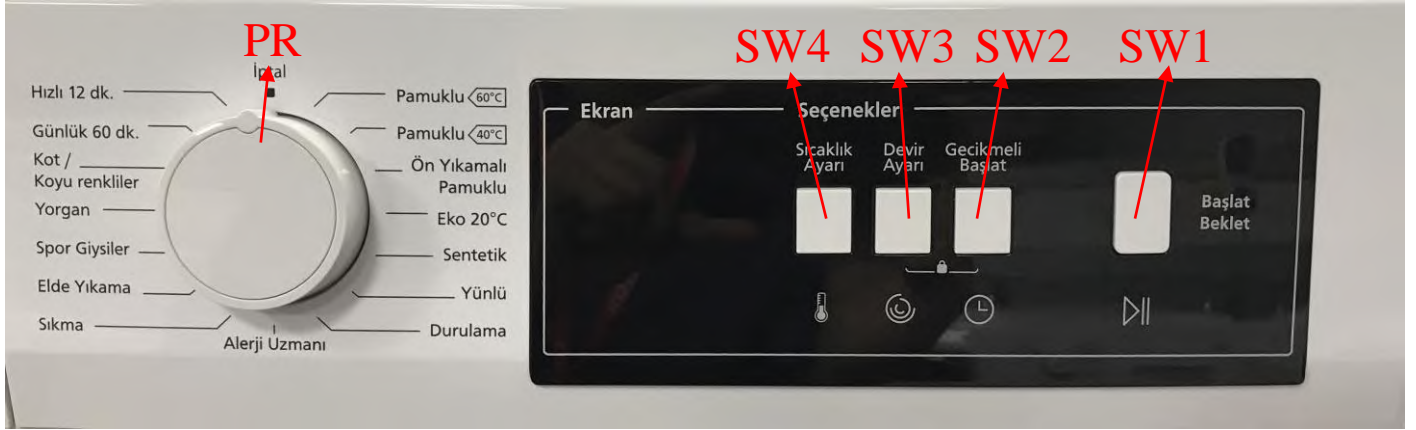 PR
SW4 SW3 SW2 SW1
İptal
Hızlı 12 dk.
Günlük 60 dk.
Kot /
Koyu renkliler
Yorgan
Spor Giysiler
Elde Yıkama
Sıkma
Alerji Uzmanı
Pamuklu 60°C
Pamuklu 40°C
Ön Yıkamalı
Pamuklu
Eko 20°C
Sentetik
Yünlü
Durulama
Ekran
Seçenekler
Sıcaklık
Ayarı
Devir
Ayarı
Gecikmeli
Başlat
Başlat
Beklet